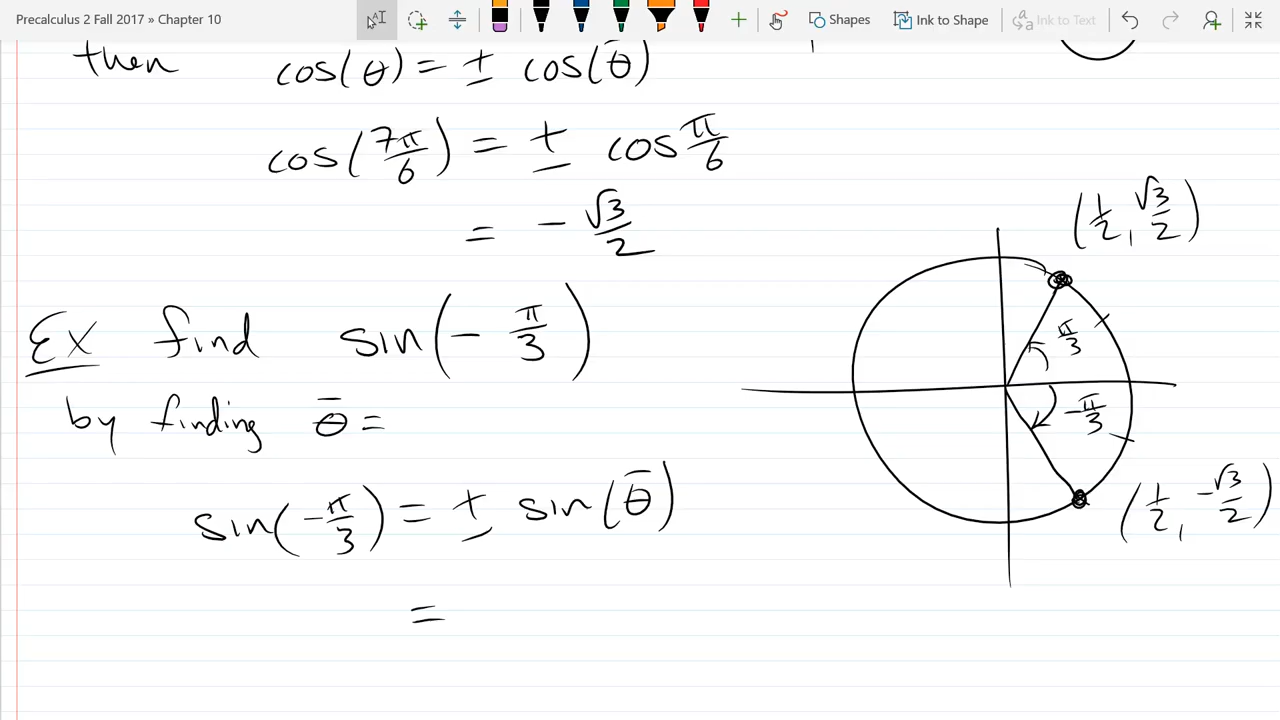 Precalculus 2 Fall 2017 » Chapter 10
Shapes
Ink to Shape
Ink to Text
then cos(θ) = ± cos(θ̄)
cos(7π/6) = ± cos π/6
= - √3/2
(1/2, √3/2)
Ex find sin(- π/3)
π/3
by finding θ̄ =
-π/3
sin(-π/3) = ± sin(θ̄)
(1/2, -√3/2)
=